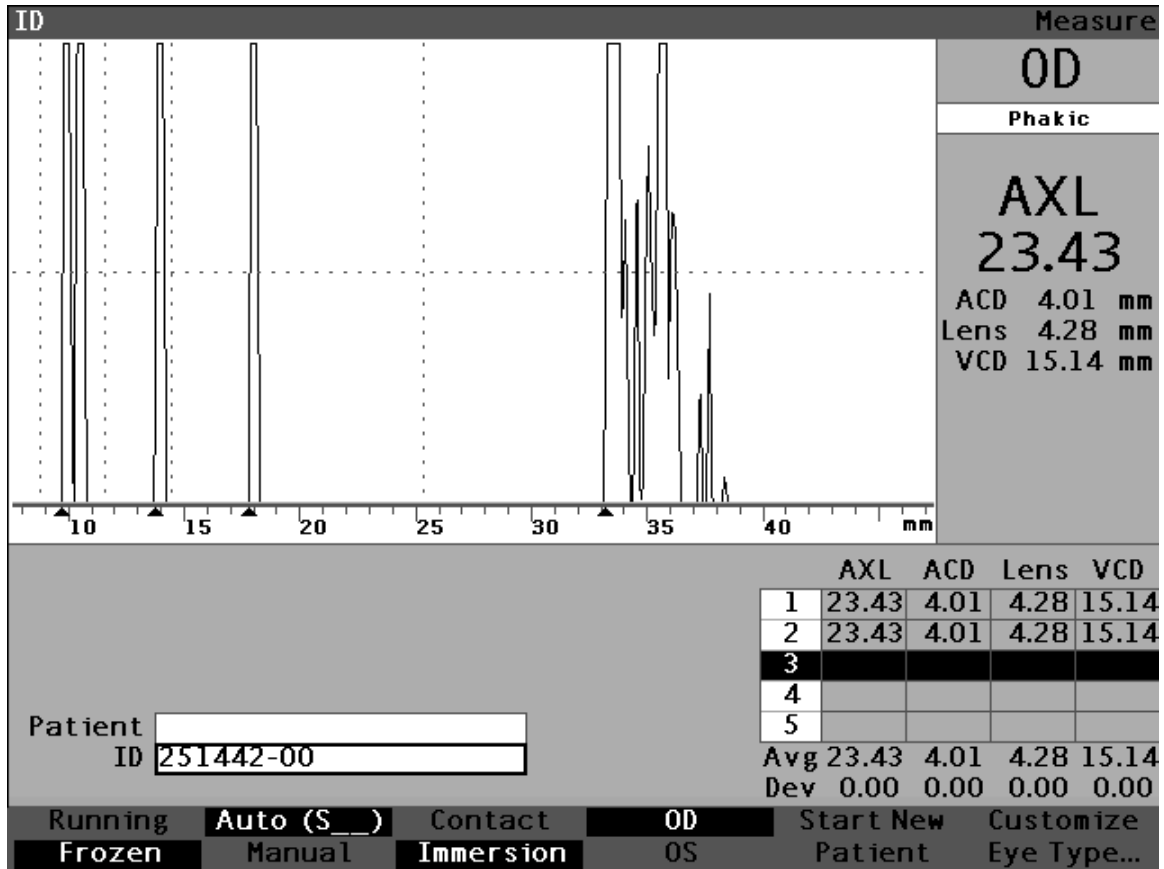 ID Measure
OD
Phakic
AXL
23.43
ACD 4.01 mm
Lens 4.28 mm
VCD 15.14 mm
10 15 20 25 30 35 40 mm
AXL ACD Lens VCD
1 23.43 4.01 4.28 15.14
2 23.43 4.01 4.28 15.14
3
4
5
Avg 23.43 4.01 4.28 15.14
Dev 0.00 0.00 0.00 0.00
Patient
ID 251442-00
Running Auto (S__) Contact OD Start New Customize
Frozen Manual Immersion OS Patient Eye Type...